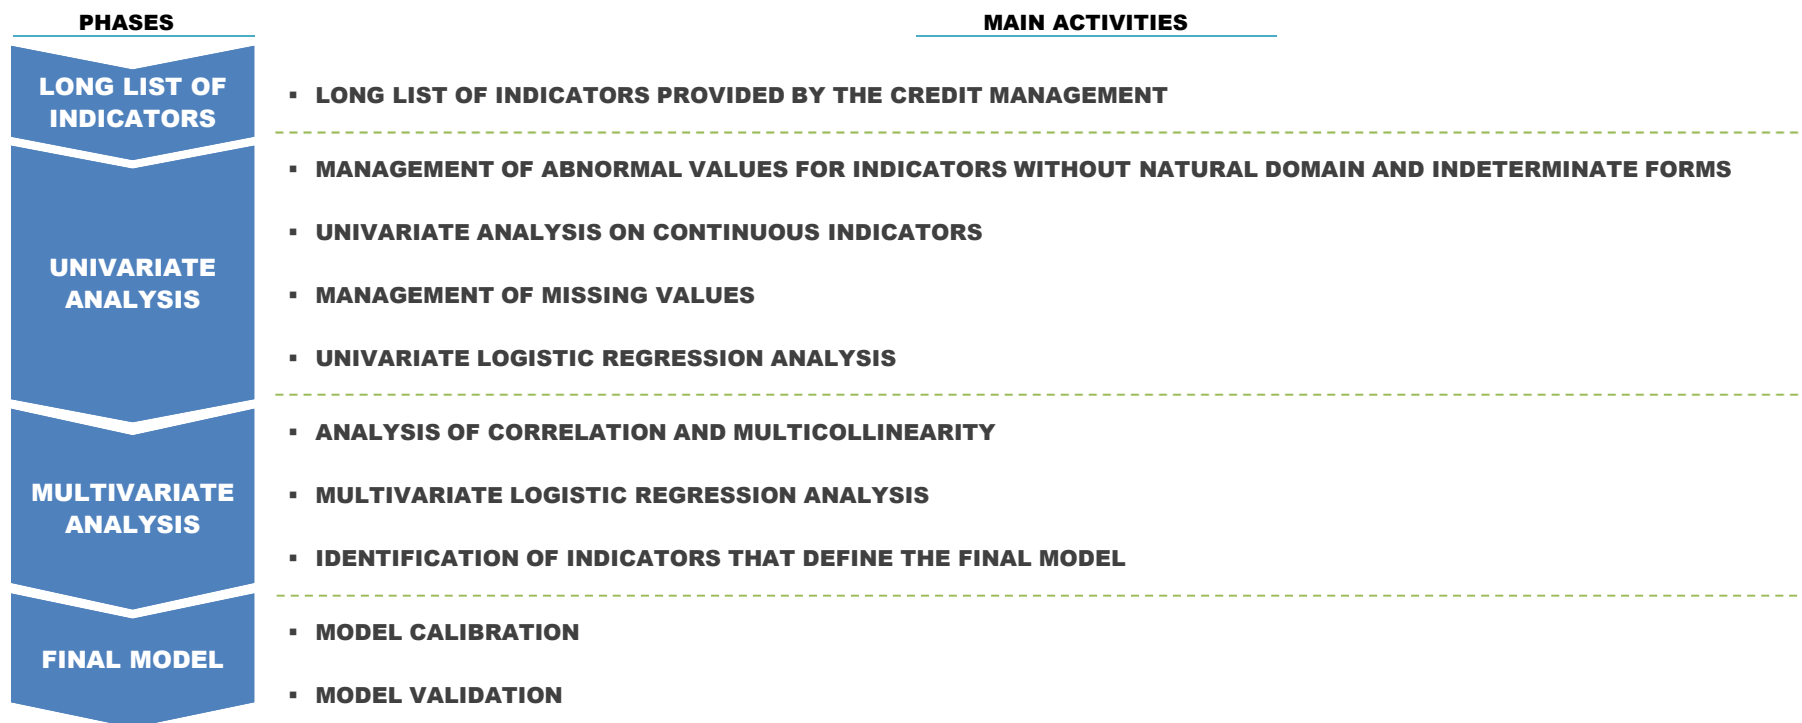 PHASES
MAIN ACTIVITIES
LONG LIST OF
INDICATORS
▪ LONG LIST OF INDICATORS PROVIDED BY THE CREDIT MANAGEMENT
UNIVARIATE
ANALYSIS
▪ MANAGEMENT OF ABNORMAL VALUES FOR INDICATORS WITHOUT NATURAL DOMAIN AND INDETERMINATE FORMS
▪ UNIVARIATE ANALYSIS ON CONTINUOUS INDICATORS
▪ MANAGEMENT OF MISSING VALUES
▪ UNIVARIATE LOGISTIC REGRESSION ANALYSIS
MULTIVARIATE
ANALYSIS
▪ ANALYSIS OF CORRELATION AND MULTICOLLINEARITY
▪ MULTIVARIATE LOGISTIC REGRESSION ANALYSIS
▪ IDENTIFICATION OF INDICATORS THAT DEFINE THE FINAL MODEL
FINAL MODEL
▪ MODEL CALIBRATION
▪ MODEL VALIDATION